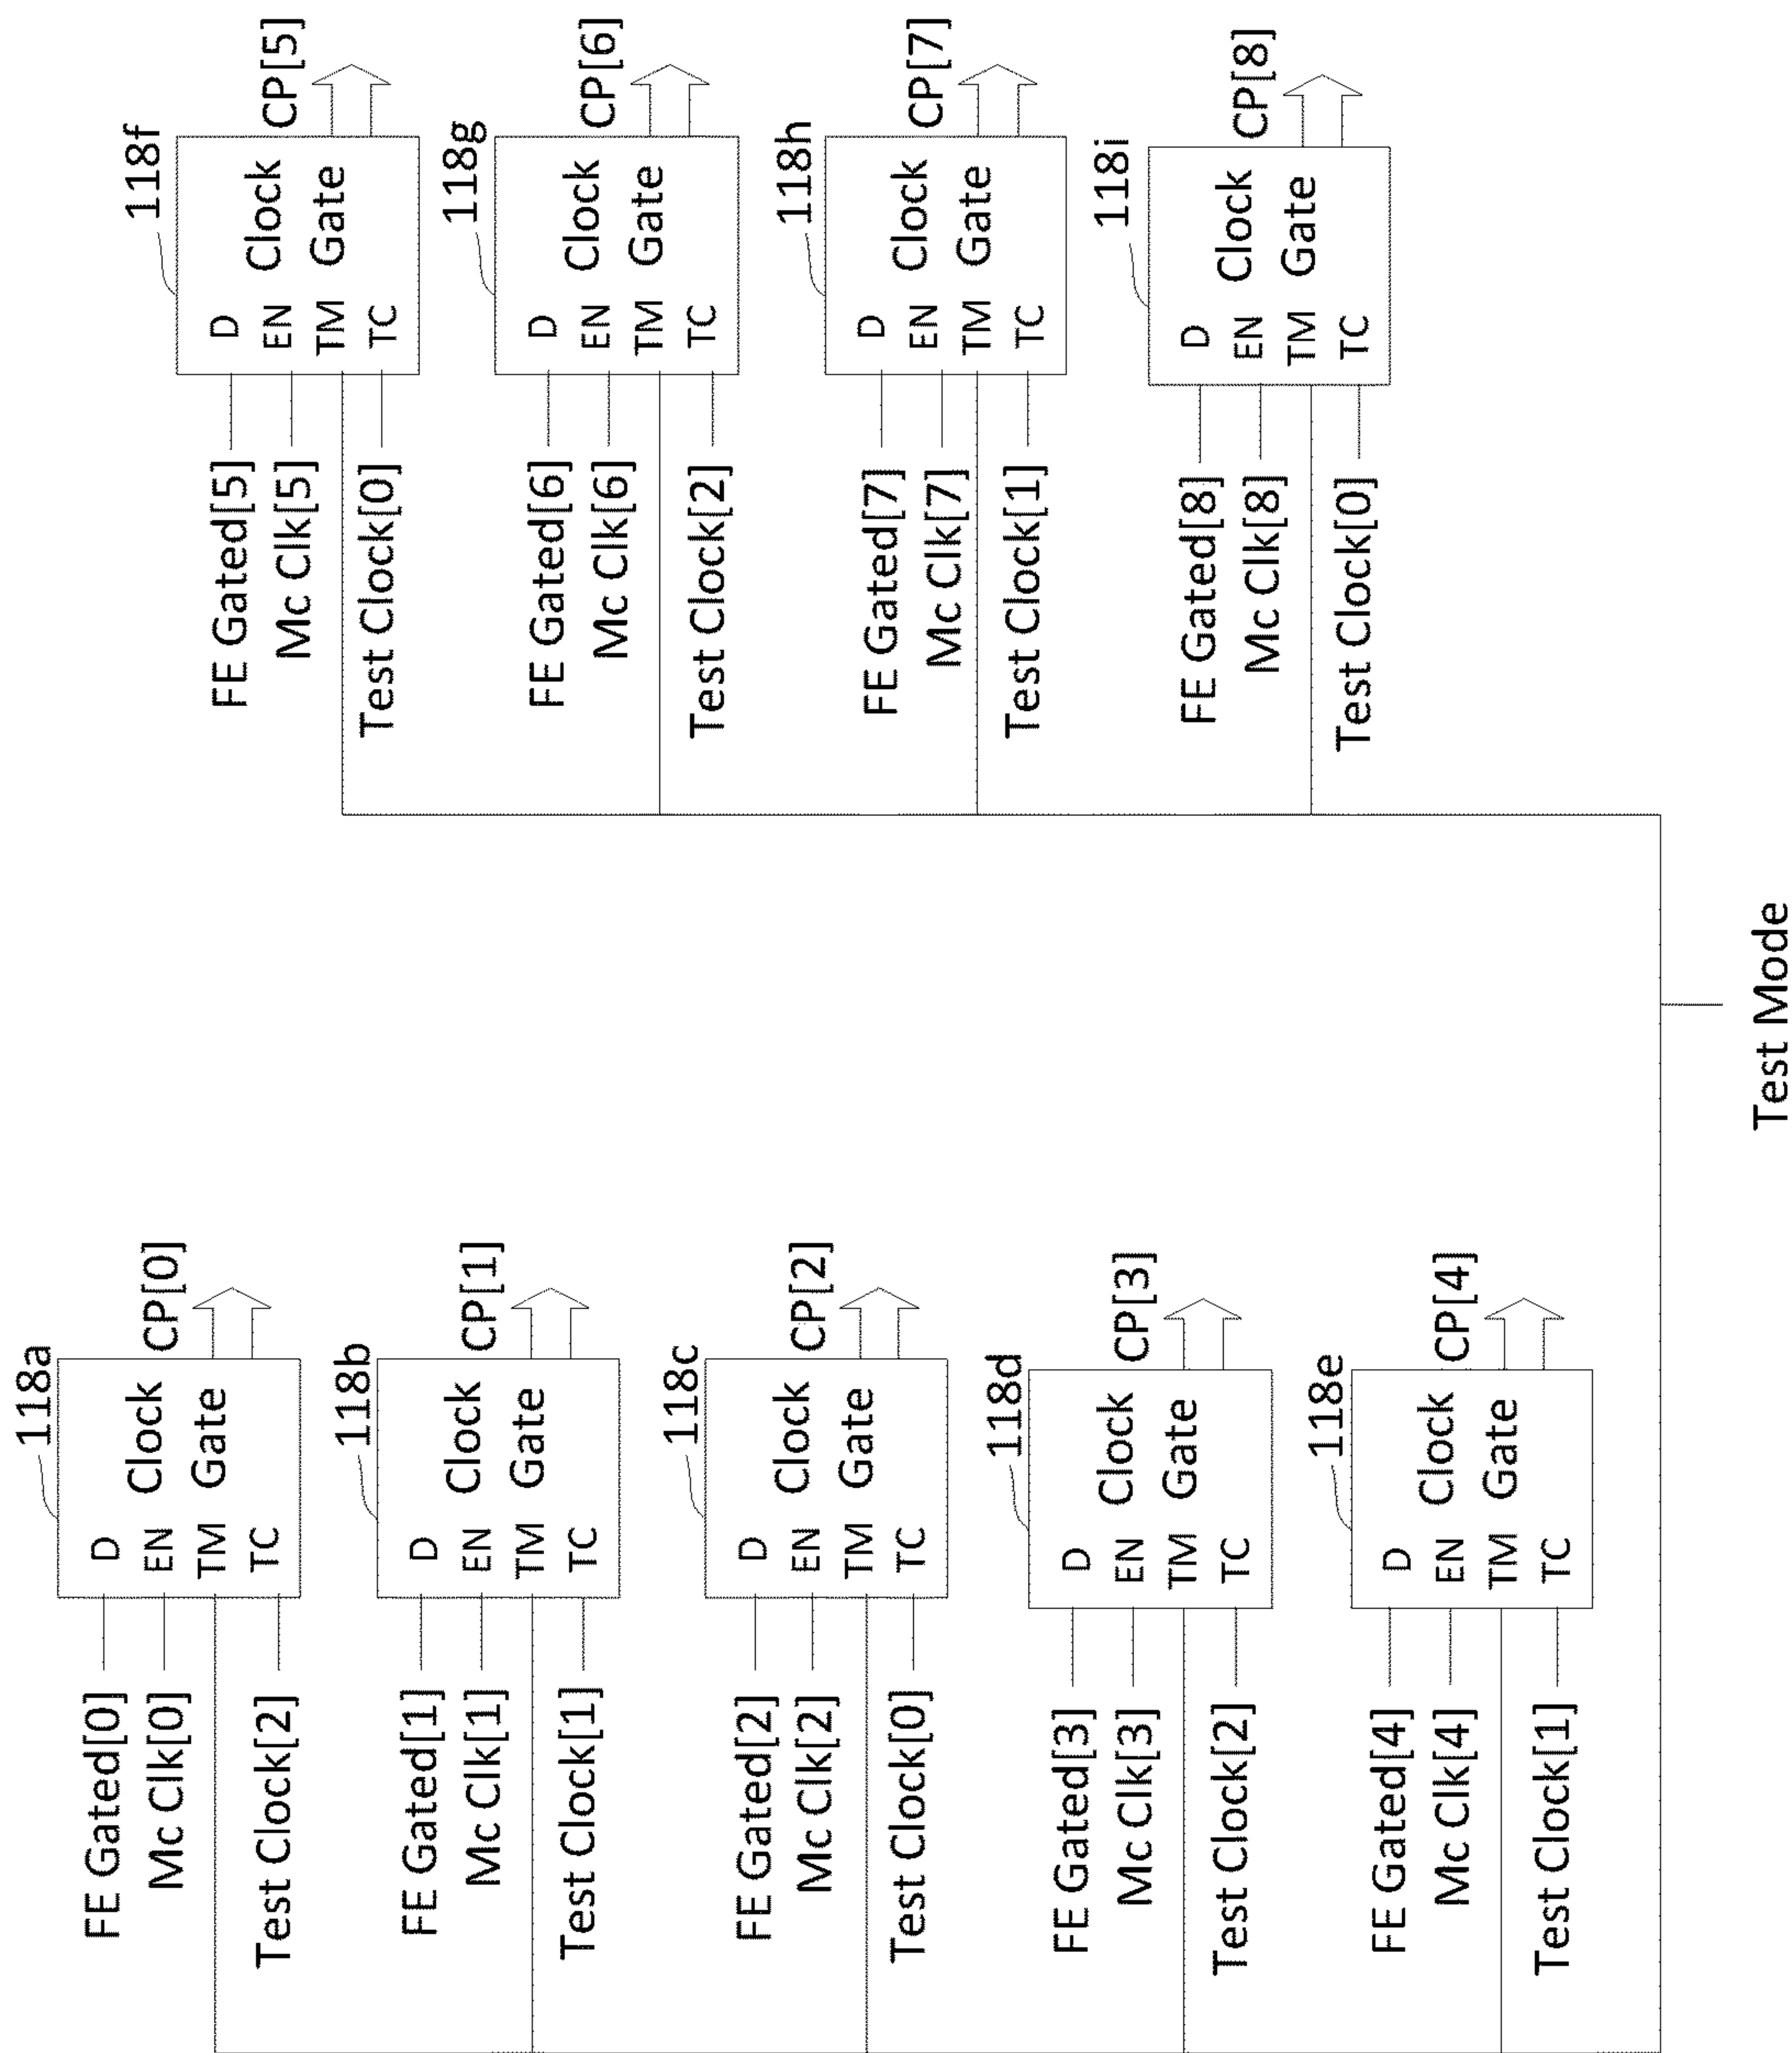 118a
FE Gated[0]
D
CP[0]
Mc Clk[0]
EN Clock
TM Gate
Test Clock[2]
TC
118b
FE Gated[1]
D
CP[1]
Mc Clk[1]
EN Clock
TM Gate
Test Clock[1]
TC
118c
FE Gated[2]
D
CP[2]
Mc Clk[2]
EN Clock
TM Gate
Test Clock[0]
TC
118d
FE Gated[3]
D
CP[3]
Mc Clk[3]
EN Clock
TM Gate
Test Clock[2]
TC
118e
FE Gated[4]
D
CP[4]
Mc Clk[4]
EN Clock
TM Gate
Test Clock[1]
TC
118f
FE Gated[5]
D
CP[5]
Mc Clk[5]
EN Clock
TM Gate
Test Clock[0]
TC
118g
FE Gated[6]
D
CP[6]
Mc Clk[6]
EN Clock
TM Gate
Test Clock[2]
TC
118h
FE Gated[7]
D
CP[7]
Mc Clk[7]
EN Clock
TM Gate
Test Clock[1]
TC
118i
FE Gated[8]
D
CP[8]
Mc Clk[8]
EN Clock
TM Gate
Test Clock[0]
TC
Test Mode